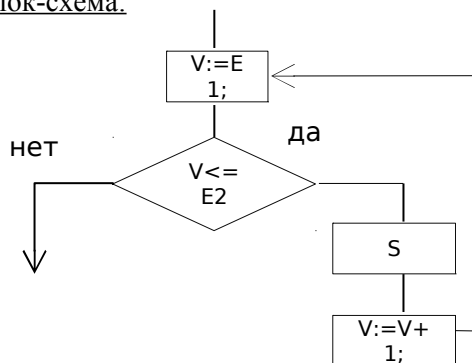 лок-схема:
V:=E
1;
да
нет
V<=
E2
S
V:=V+
1;